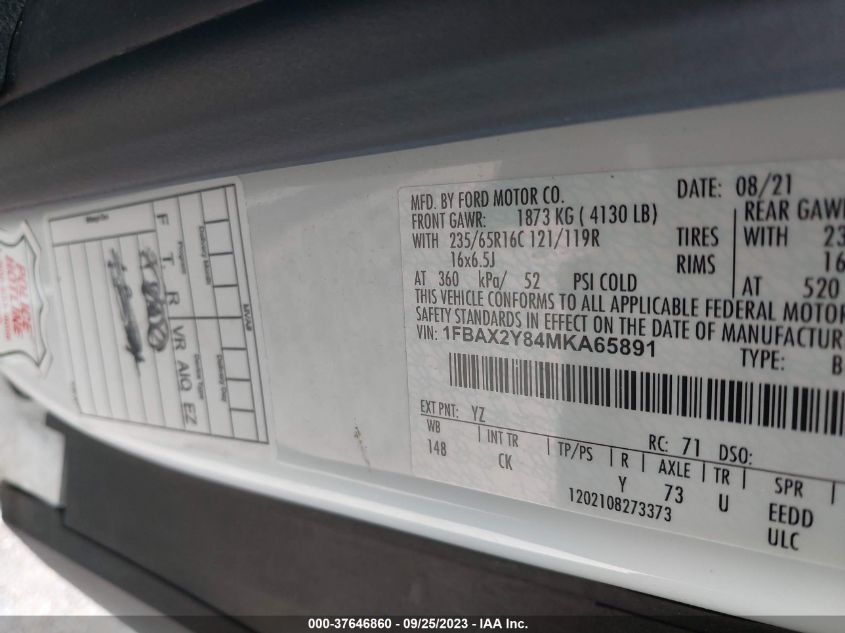 MFD. BY FORD MOTOR CO.
DATE: 08/21
FRONT GAWR: 1873 KG ( 4130 LB)
REAR GAW
WITH 235/65R16C 121/119R TIRES WITH 23
16x6.5J RIMS 16
AT 360 kPa/ 52 PSI COLD AT 520
THIS VEHICLE CONFORMS TO ALL APPLICABLE FEDERAL MOTOR
SAFETY STANDARDS IN EFFECT ON THE DATE OF MANUFACTUR
VIN: 1FBAX2Y84MKA65891
TYPE: B
EXT PNT: YZ RC: 71 DSO:
WB INT TR TP/PS R AXLE TR SPR
148 CK Y 73 U EEDD
1202108273373 ULC
F T R VR AIQ EZ
MVAR
000-37646860 / 09/25/2023 / IAA Inc.